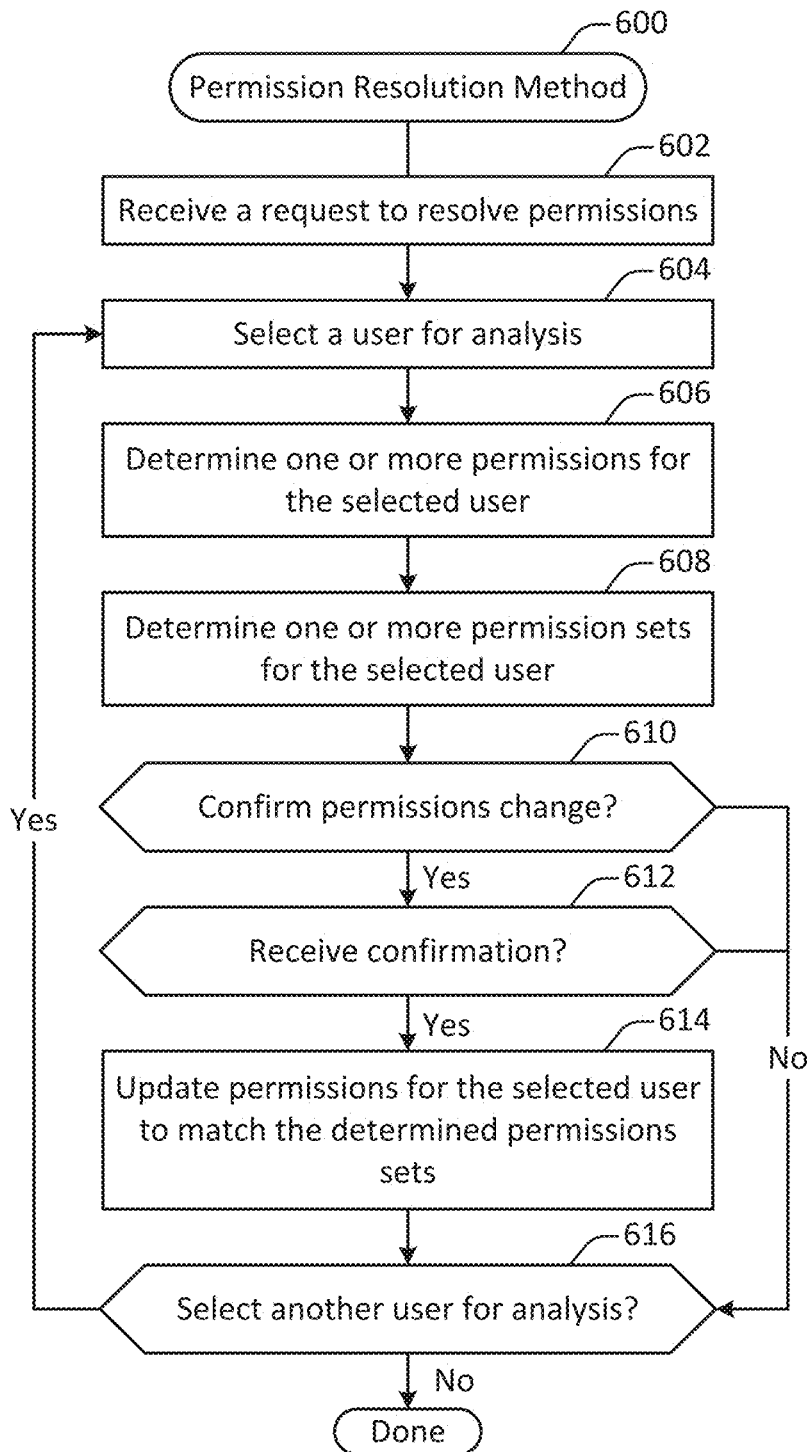 600
Permission Resolution Method
602
Receive a request to resolve permissions
604
Select a user for analysis
606
Determine one or more permissions for
the selected user
608
Determine one or more permission sets
for the selected user
610
Confirm permissions change?
Yes
Yes
612
Receive confirmation?
Yes
614
No
Update permissions for the selected user
to match the determined permissions
sets
616
Select another user for analysis?
No
Done